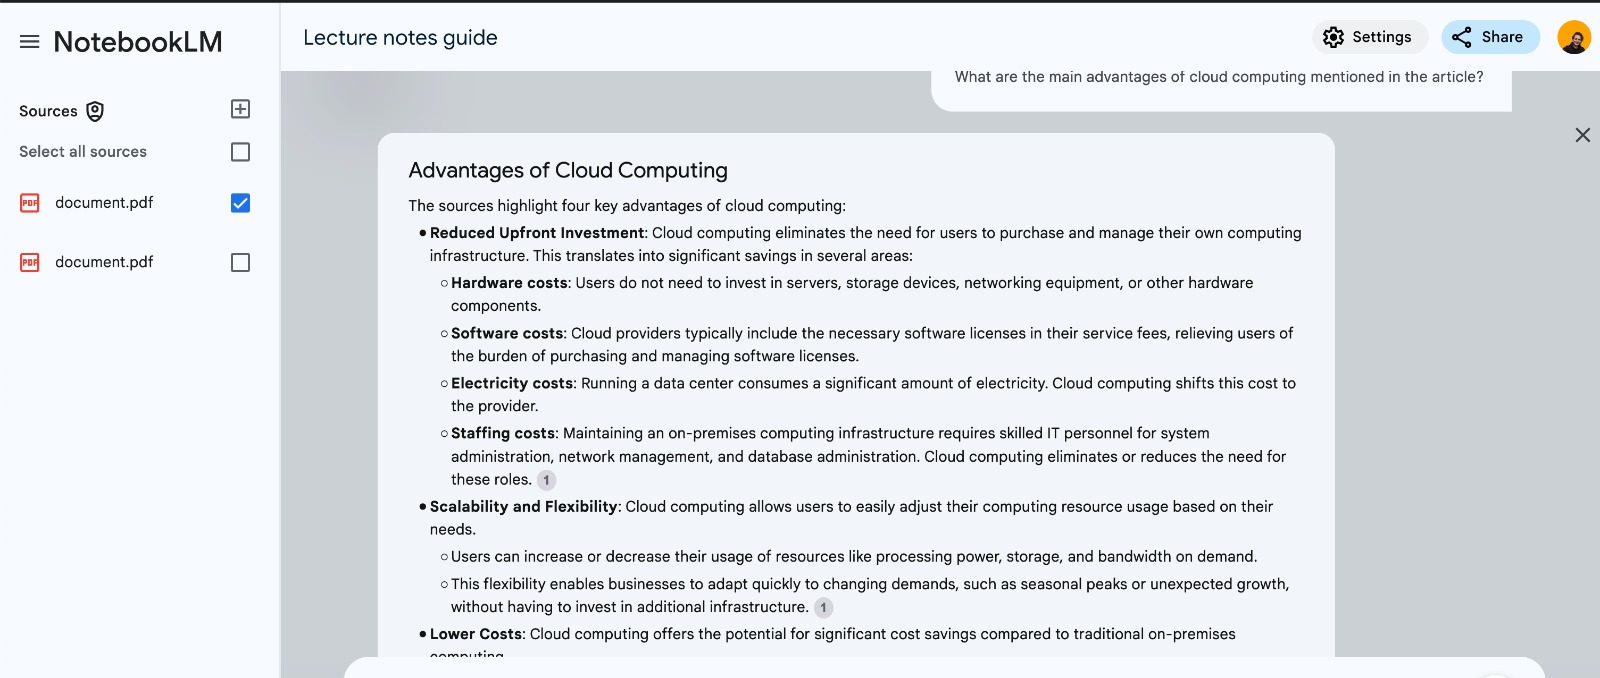 NotebookLM
Lecture notes guide
Settings
Share
Sources
Select all sources
PDF document.pdf
PDF document.pdf
What are the main advantages of cloud computing mentioned in the article?
Advantages of Cloud Computing
The sources highlight four key advantages of cloud computing:
• Reduced Upfront Investment: Cloud computing eliminates the need for users to purchase and manage their own computing
infrastructure. This translates into significant savings in several areas:
○ Hardware costs: Users do not need to invest in servers, storage devices, networking equipment, or other hardware
components.
○ Software costs: Cloud providers typically include the necessary software licenses in their service fees, relieving users of
the burden of purchasing and managing software licenses.
○ Electricity costs: Running a data center consumes a significant amount of electricity. Cloud computing shifts this cost to
the provider.
○ Staffing costs: Maintaining an on-premises computing infrastructure requires skilled IT personnel for system
administration, network management, and database administration. Cloud computing eliminates or reduces the need for
these roles. 1
• Scalability and Flexibility: Cloud computing allows users to easily adjust their computing resource usage based on their
needs.
○ Users can increase or decrease their usage of resources like processing power, storage, and bandwidth on demand.
○ This flexibility enables businesses to adapt quickly to changing demands, such as seasonal peaks or unexpected growth,
without having to invest in additional infrastructure. 1
• Lower Costs: Cloud computing offers the potential for significant cost savings compared to traditional on-premises
computing.